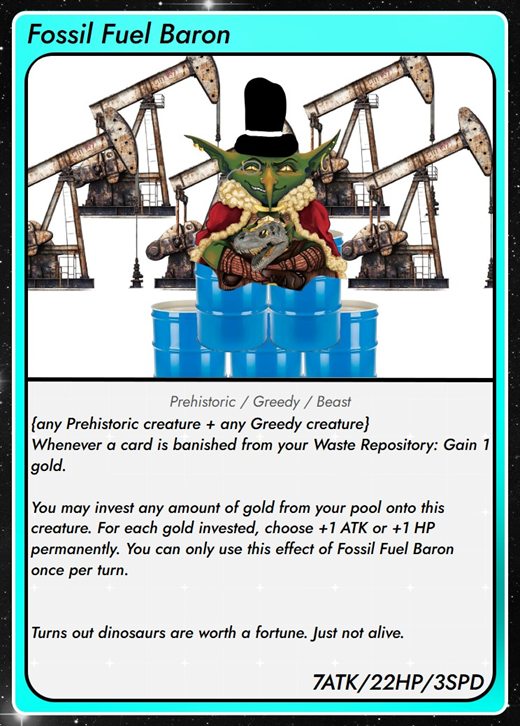 Fossil Fuel Baron
Prehistoric / Greedy / Beast
{any Prehistoric creature + any Greedy creature}
Whenever a card is banished from your Waste Repository: Gain 1
gold.
You may invest any amount of gold from your pool onto this
creature. For each gold invested, choose +1 ATK or +1 HP
permanently. You can only use this effect of Fossil Fuel Baron
once per turn.
Turns out dinosaurs are worth a fortune. Just not alive.
7ATK/22HP/3SPD